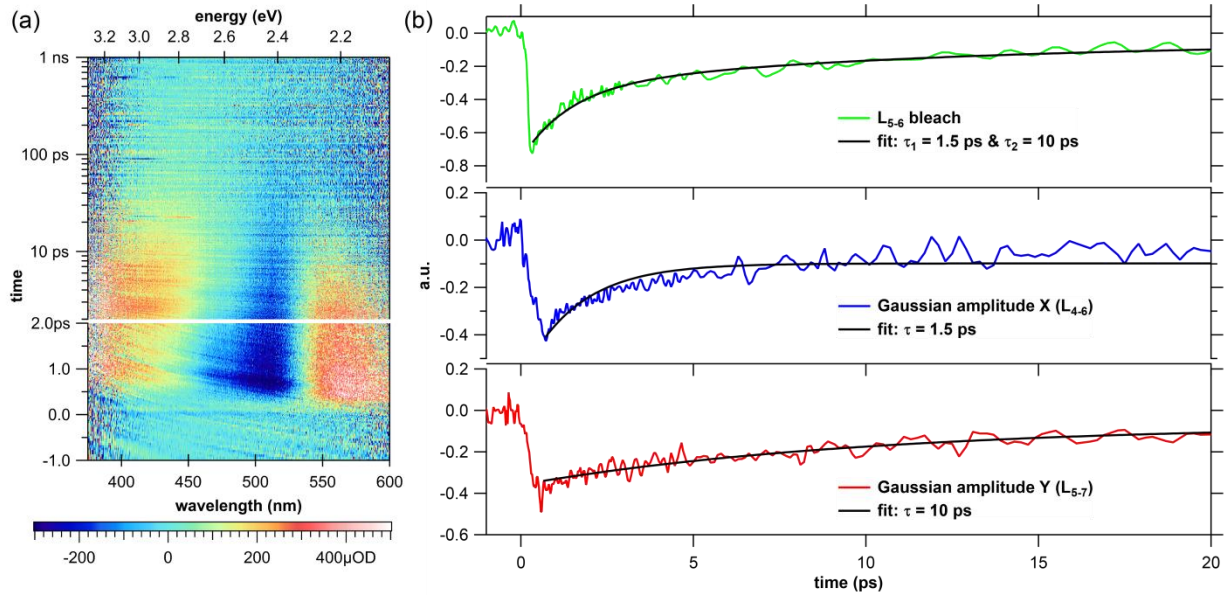 (a)
energy (eV)
3.2 3.0 2.8 2.6 2.4 2.2
1 ns
100 ps
10 ps
2.0ps
1.0
0.0
-1.0
time
400 450 500 550 600
wavelength (nm)
-200 0 200 400µOD
(b)
0.0
-0.2
-0.4
-0.6
-0.8
L5-6 bleach
fit: τ1 = 1.5 ps & τ2 = 10 ps
0.2
0.0
-0.2
-0.4
a.u.
Gaussian amplitude X (L4-6)
fit: τ = 1.5 ps
0.2
0.0
-0.2
-0.4
-0.6
Gaussian amplitude Y (L5-7)
fit: τ = 10 ps
0 5 10 15 20
time (ps)